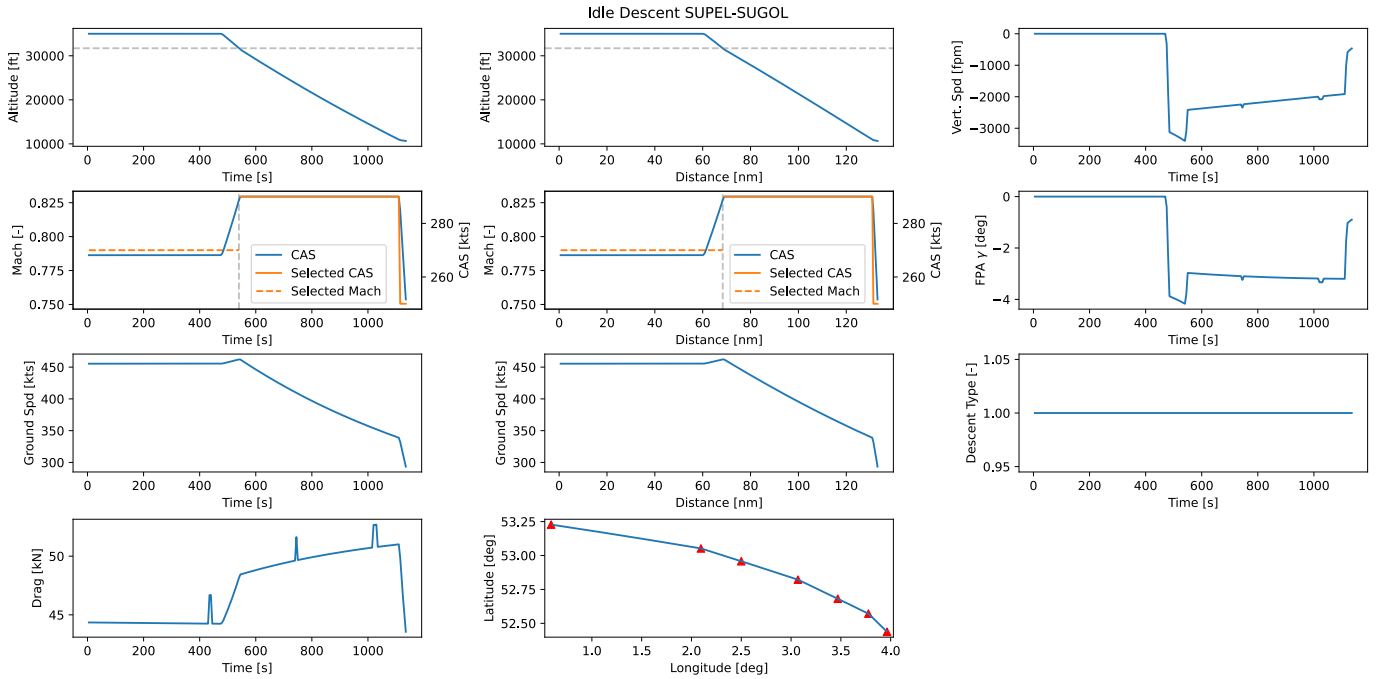 Idle Descent SUPEL-SUGOL
Altitude [ft]
30000
20000
10000
0 200 400 600 800 1000
Time [s]
Altitude [ft]
30000
20000
10000
0 20 40 60 80 100 120
Distance [nm]
Vert. Spd [fpm]
0
−1000
−2000
−3000
0 200 400 600 800 1000
Time [s]
Mach [-]
0.825
0.800
0.775
0.750
CAS
Selected CAS
Selected Mach
280
260
CAS [kts]
0 200 400 600 800 1000
Time [s]
Mach [-]
0.825
0.800
0.775
0.750
CAS
Selected CAS
Selected Mach
280
260
CAS [kts]
0 20 40 60 80 100 120
Distance [nm]
FPA γ [deg]
0
−2
−4
0 200 400 600 800 1000
Time [s]
Ground Spd [kts]
450
400
350
300
0 200 400 600 800 1000
Time [s]
Ground Spd [kts]
450
400
350
300
0 20 40 60 80 100 120
Distance [nm]
Descent Type [-]
1.05
1.00
0.95
0 200 400 600 800 1000
Time [s]
Drag [kN]
50
45
0 200 400 600 800 1000
Time [s]
Latitude [deg]
53.25
53.00
52.75
52.50
1.0 1.5 2.0 2.5 3.0 3.5 4.0
Longitude [deg]